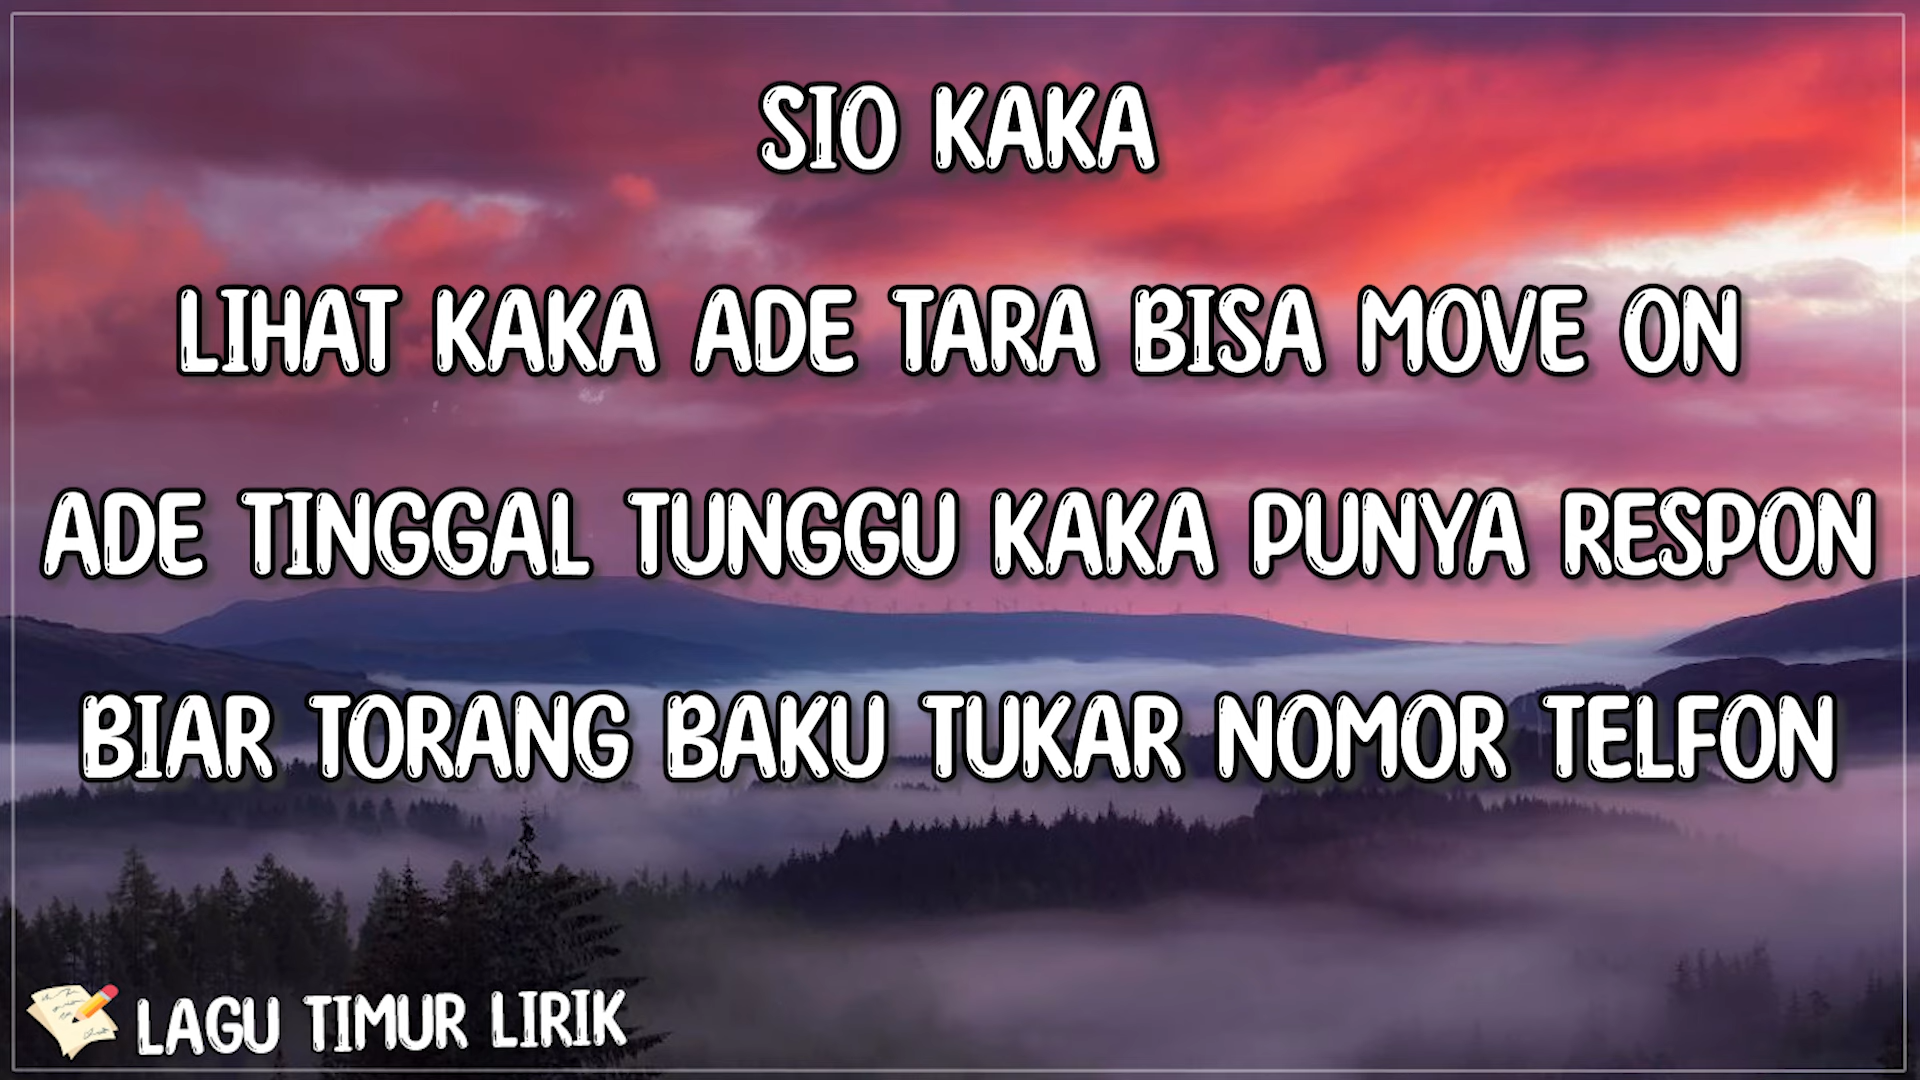 SIO KAKA
LIHAT KAKA ADE TARA BISA MOVE ON
ADE TINGGAL TUNGGU KAKA PUNYA RESPON
BIAR TORANG BAKU TUKAR NOMOR TELFON
LAGU TIMUR LIRIK